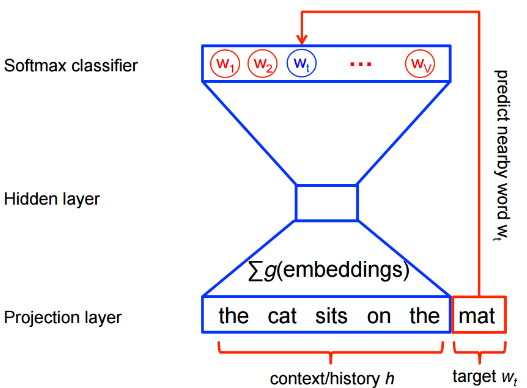 Softmax classifier
w1 w2 wt ... wV
predict nearby word wt
Hidden layer
∑g(embeddings)
Projection layer
the cat sits on the mat
context/history h
target wt